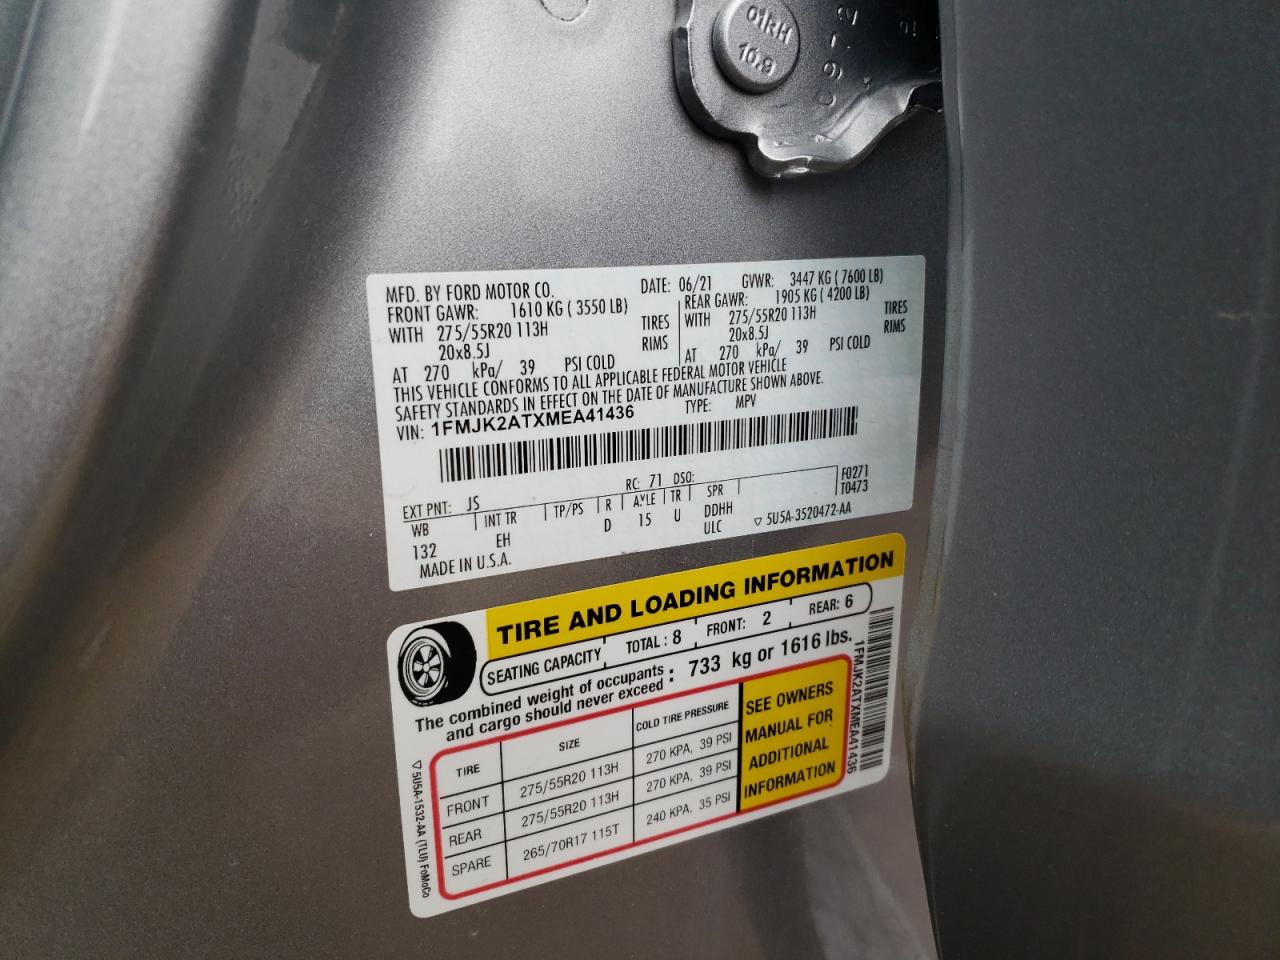 01RH
10.9
MFD. BY FORD MOTOR CO.
DATE: 06/21
GVWR: 3447 KG ( 7600 LB)
FRONT GAWR: 1610 KG ( 3550 LB)
REAR GAWR: 1905 KG ( 4200 LB)
WITH 275/55R20 113H TIRES
WITH 275/55R20 113H TIRES
20x8.5J RIMS
20x8.5J RIMS
AT 270 kPa/ 39 PSI COLD
AT 270 kPa/ 39 PSI COLD
THIS VEHICLE CONFORMS TO ALL APPLICABLE FEDERAL MOTOR VEHICLE
SAFETY STANDARDS IN EFFECT ON THE DATE OF MANUFACTURE SHOWN ABOVE.
VIN: 1FMJK2ATXMEA41436
TYPE: MPV
EXT PNT: JS
RC: 71 DSO:
F0271
T0473
WB INT TR TP/PS R AXLE TR SPR
132 EH D 15 U DDHH
ULC
▽ 5U5A-3520472-AA
MADE IN U.S.A.
TIRE AND LOADING INFORMATION
SEATING CAPACITY TOTAL : 8 FRONT: 2 REAR: 6
The combined weight of occupants
and cargo should never exceed : 733 kg or 1616 lbs.
TIRE SIZE COLD TIRE PRESSURE
FRONT 275/55R20 113H 270 KPA, 39 PSI
REAR 275/55R20 113H 270 KPA, 39 PSI
SPARE 265/70R17 115T 240 KPA, 35 PSI
SEE OWNERS
MANUAL FOR
ADDITIONAL
INFORMATION
1FMJK2ATXMEA41436
▽ 5U5A-1532-AA (TLU) FoMoCo